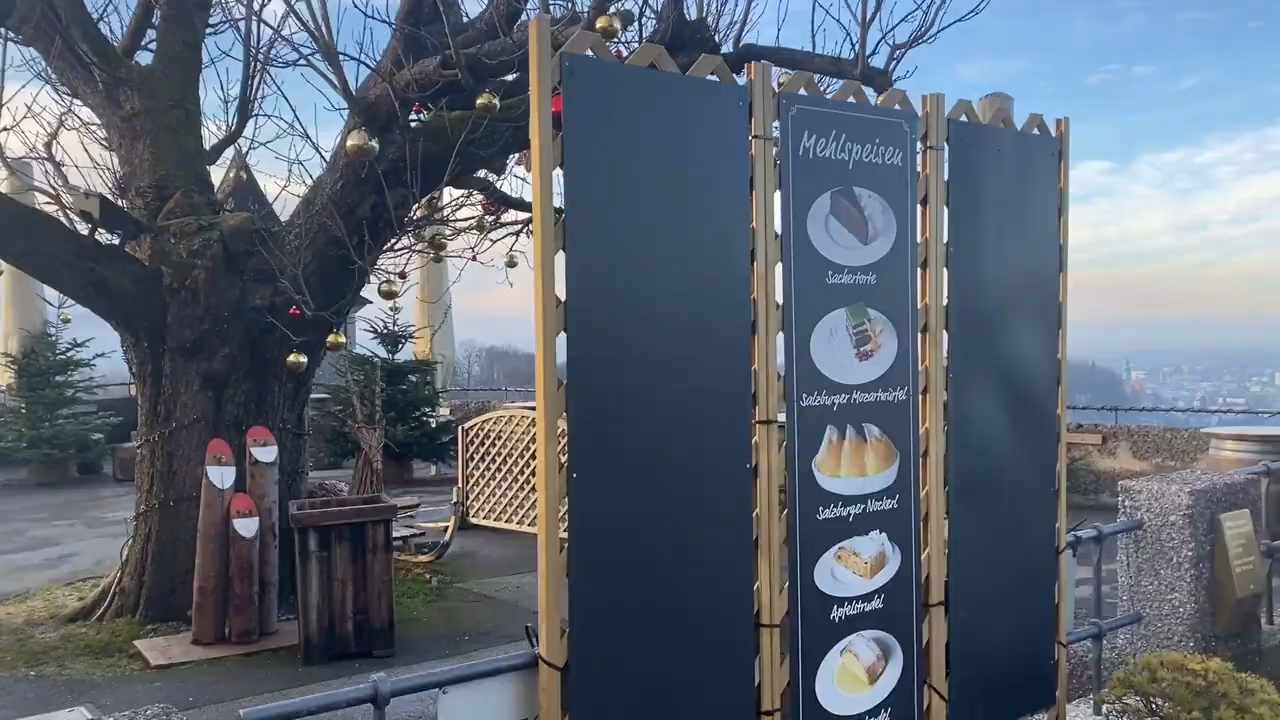 Mehlspeisen
Sachertorte
Salzburger Mozartwürfel
Salzburger Nockerl
Apfelstrudel